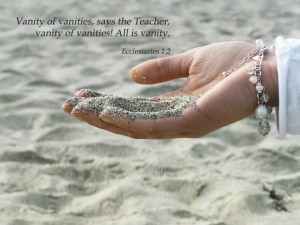 Vanity of vanities, says the Teacher,
vanity of vanities! All is vanity.
Ecclesiastes 1.2